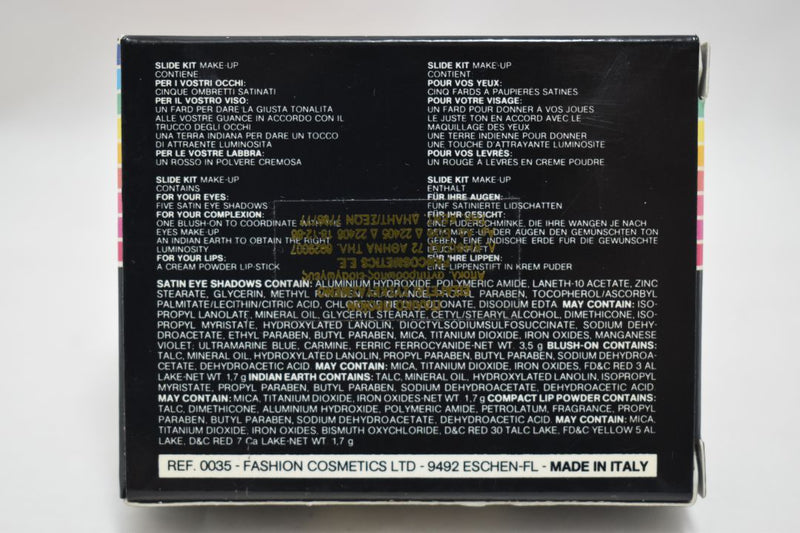 SLIDE KIT MAKE-UP
CONTIENE
PER I VOSTRI OCCHI:
CINQUE OMBRETTI SATINATI
PER IL VOSTRO VISO:
UN FARD PER DARE LA GIUSTA TONALITA
ALLE VOSTRE GUANCE IN ACCORDO CON IL
TRUCCO DEGLI OCCHI
UNA TERRA INDIANA PER DARE UN TOCCO
DI ATTRAENTE LUMINOSITA
PER LE VOSTRE LABBRA:
UN ROSSO IN POLVERE CREMOSA
SLIDE KIT MAKE-UP
CONTIENT
POUR VOS YEUX:
CINQ FARDS A PAUPIERES SATINES
POUR VOTRE VISAGE:
UN FARD POUR DONNER A VOS JOUES
LE JUSTE TON EN ACCORD AVEC LE
MAQUILLAGE DES YEUX
UNE TERRE INDIENNE POUR DONNER
UNE TOUCHE D'ATTRAYANTE LUMINOSITE
POUR VOS LEVRES:
UN ROUGE A LEVRES EN CREME POUDRE
SLIDE KIT MAKE-UP
CONTAINS
FOR YOUR EYES:
FIVE SATIN EYE SHADOWS
FOR YOUR COMPLEXION:
ONE BLUSH-ON TO COORDINATE WITH THE
EYES MAKE-UP
AN INDIAN EARTH TO OBTAIN THE RIGHT
LUMINOSITY
FOR YOUR LIPS:
A CREAM POWDER LIP-STICK
SLIDE KIT MAKE-UP
ENTHALT
FÜR IHRE AUGEN:
FUNF SATINIERTE LIDSCHATTEN
FÜR IHR GESICHT:
PUDERSCHMINKE, DIE IHRE WANGEN JE NACH
DER AUGEN DEN GEWUNSCHTEN TON
GEBEN, EINE INDISCHE ERDE FUR DIE GEWUNSCHTE
FÜR IHRE LIPPEN:
EINE LIPPENSTIFT IN KREM PUDER
SATIN EYE SHADOWS CONTAIN: ALUMINIUM HYDROXIDE, POLYMERIC AMIDE, LANETH-10 ACETATE, ZINC
STEARATE, GLYCERIN, METHYL PARABEN, FRAGRANCE, PROPYL PARABEN, TOCOPHEROL/ASCORBYL
PALMITATE/LECITHIN/CITRIC ACID, DISODIUM EDTA. MAY CONTAIN: ISO-
PROPYL LANOLATE, MINERAL OIL, GLYCERYL STEARATE, CETYL/STEARYL ALCOHOL, DIMETHICONE, ISO-
PROPYL MYRISTATE, HYDROXYLATED LANOLIN, DIOCTYLSODIUMSULFOSUCCINATE, SODIUM DEHY-
DROACETATE, ETHYL PARABEN, BUTYL PARABEN, MICA, TITANIUM DIOXIDE, IRON OXIDES, MANGANESE
VIOLET, ULTRAMARINE BLUE, CARMINE, FERRIC FERROCYANIDE-NET WT. 3,5 g BLUSH-ON CONTAINS:
TALC, MINERAL OIL, HYDROXYLATED LANOLIN, PROPYL PARABEN, BUTYL PARABEN, SODIUM DEHYDROA-
CETATE, DEHYDROACETIC ACID MAY CONTAIN: MICA, TITANIUM DIOXIDE, IRON OXIDES, FD&C RED 3 AL
LAKE-NET WT 1,7 g INDIAN EARTH CONTAINS: TALC, MINERAL OIL, HYDROXYLATED LANOLIN, ISOPROPYL
MYRISTATE, PROPYL PARABEN, BUTYL PARABEN, SODIUM DEHYDROACETATE, DEHYDROACETIC ACID.
MAY CONTAIN: MICA, TITANIUM DIOXIDE, IRON OXIDES-NET WT 1,7 g COMPACT LIP POWDER CONTAINS:
TALC, DIMETHICONE, ALUMINIUM HYDROXIDE, POLYMERIC AMIDE, PETROLATUM, FRAGRANCE, PROPYL
PARABEN, BUTYL PARABEN, SODIUM DEHYDROACETATE, DEHYDROACETIC ACID. MAY CONTAIN: MICA,
TITANIUM DIOXIDE, IRON OXIDES, BISMUTH OXYCHLORIDE, D&C RED 30 TALC LAKE, FD&C YELLOW 5 AL
LAKE, D&C RED 7 Ca LAKE-NET WT 1,7 g
REF. 0035 - FASHION COSMETICS LTD - 9492 ESCHEN-FL - MADE IN ITALY